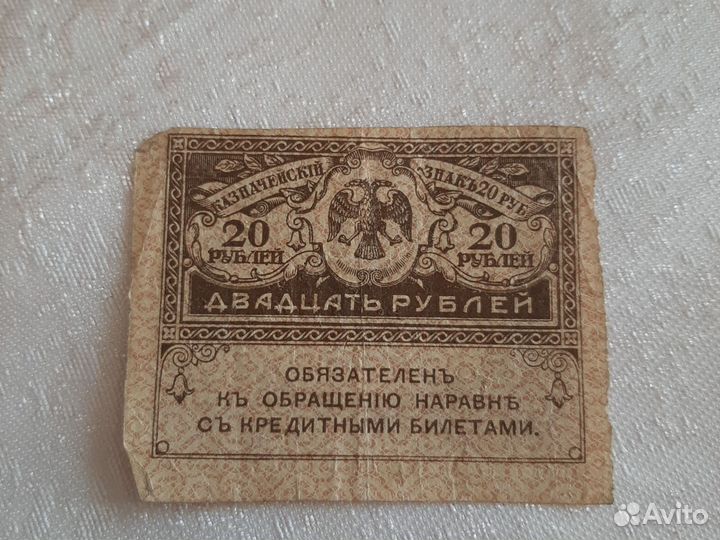 КАЗНАЧЕЙСКІЙ ЗНАКЪ 20 РУБ
20 20
РУБЛЕЙ РУБЛЕЙ
ДВАДЦАТЬ РУБЛЕЙ
ОБЯЗАТЕЛЕНЪ
КЪ ОБРАЩЕНІЮ НАРАВНѢ
СЪ КРЕДИТНЫМИ БИЛЕТАМИ.
Avito